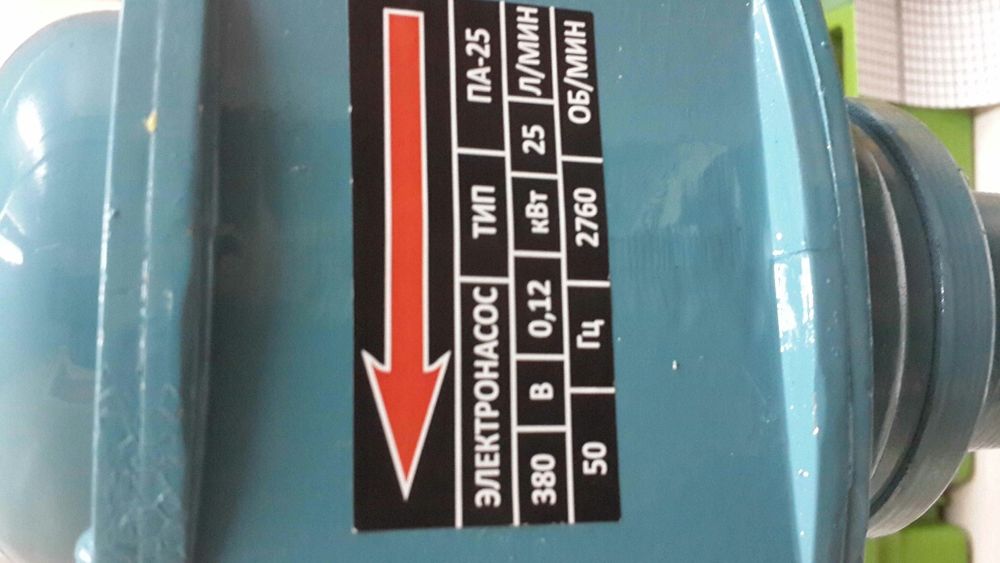 ЭЛЕКТРОНАСОС ТИП ПА-25
380 В 0,12 кВт 25 Л/МИН
50 Гц 2760 ОБ/МИН